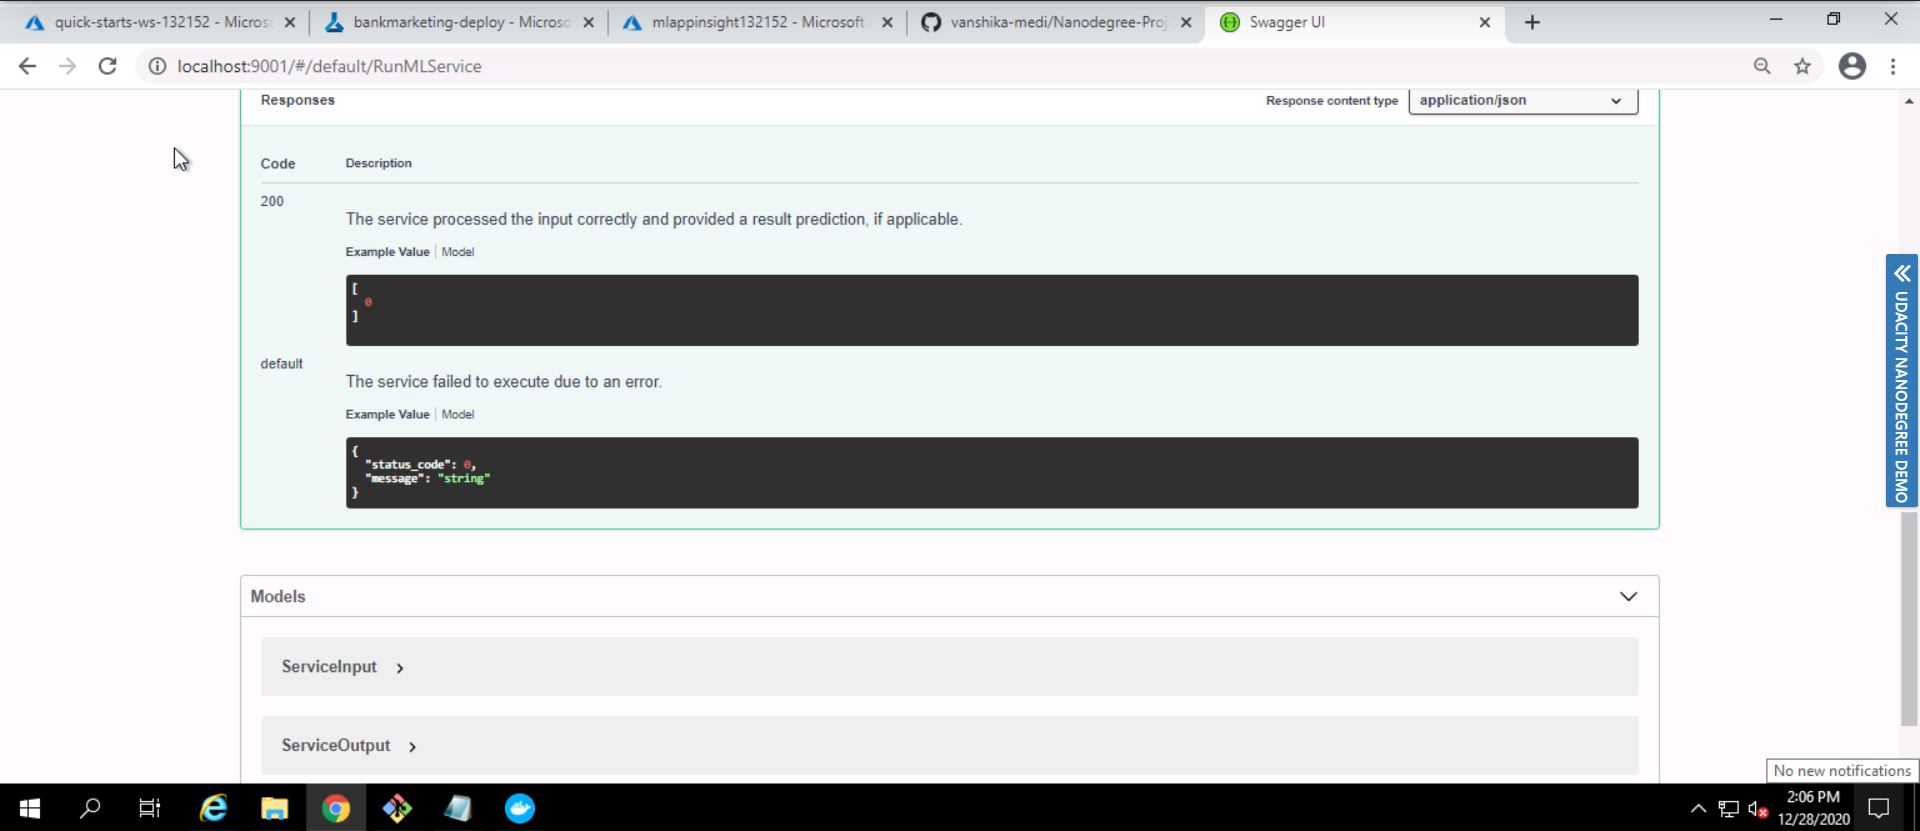 quick-starts-ws-132152 - Micros
bankmarketing-deploy - Microso
mlappinsight132152 - Microsoft
vanshika-medi/Nanodegree-Proj
Swagger UI
localhost:9001/#/default/RunMLService
Responses
Response content type
application/json
Code
Description
200
The service processed the input correctly and provided a result prediction, if applicable.
Example Value | Model
[
0
]
default
The service failed to execute due to an error.
Example Value | Model
{
"status_code": 0,
"message": "string"
}
Models
ServiceInput
ServiceOutput
UDACITY NANODEGREE DEMO
No new notifications
2:06 PM
12/28/2020